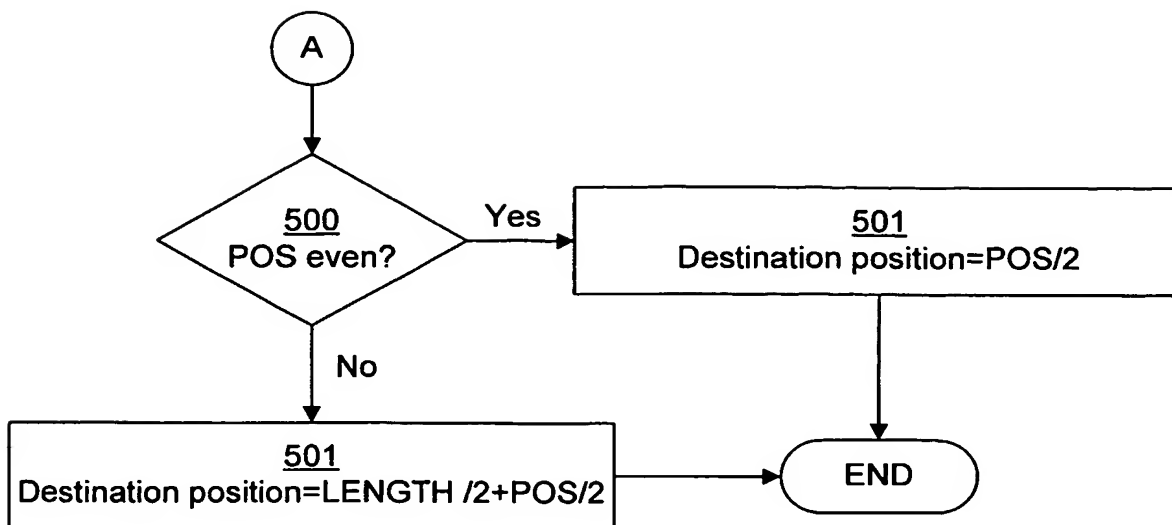 A
500
POS even?
Yes
501
Destination position=POS/2
No
501
Destination position=LENGTH /2+POS/2
END